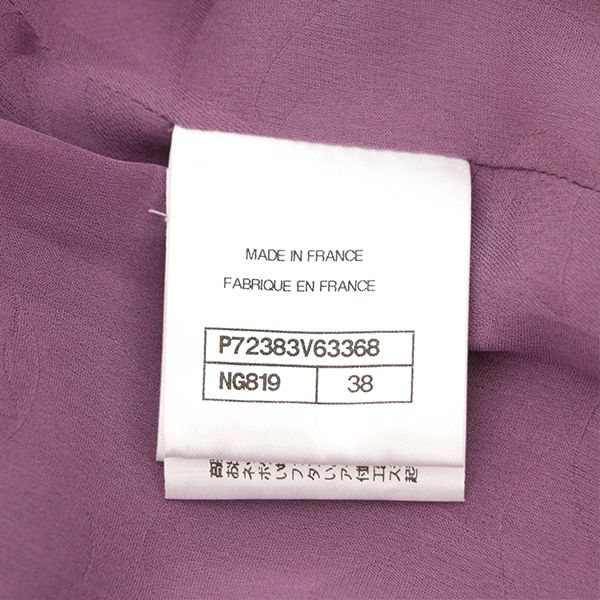 MADE IN FRANCE
FABRIQUE EN FRANCE
P72383V63368
NG819 38